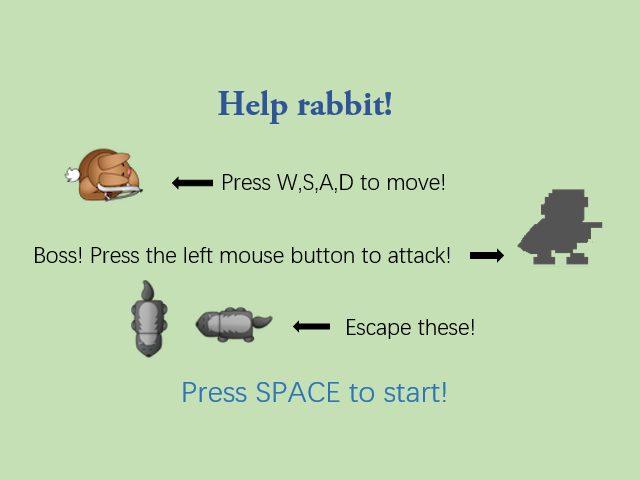 Help rabbit!
Press W,S,A,D to move!
Boss! Press the left mouse button to attack!
Escape these!
Press SPACE to start!